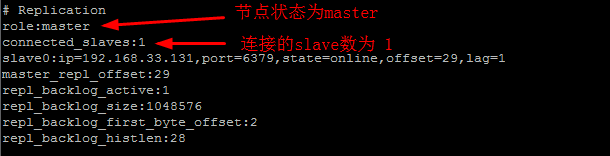 # Replication
节点状态为master
role:master
connected_slaves:1
连接的slave数为 1
slave0:ip=192.168.33.131,port=6379,state=online,offset=29,lag=1
master_repl_offset:29
repl_backlog_active:1
repl_backlog_size:1048576
repl_backlog_first_byte_offset:2
repl_backlog_histlen:28